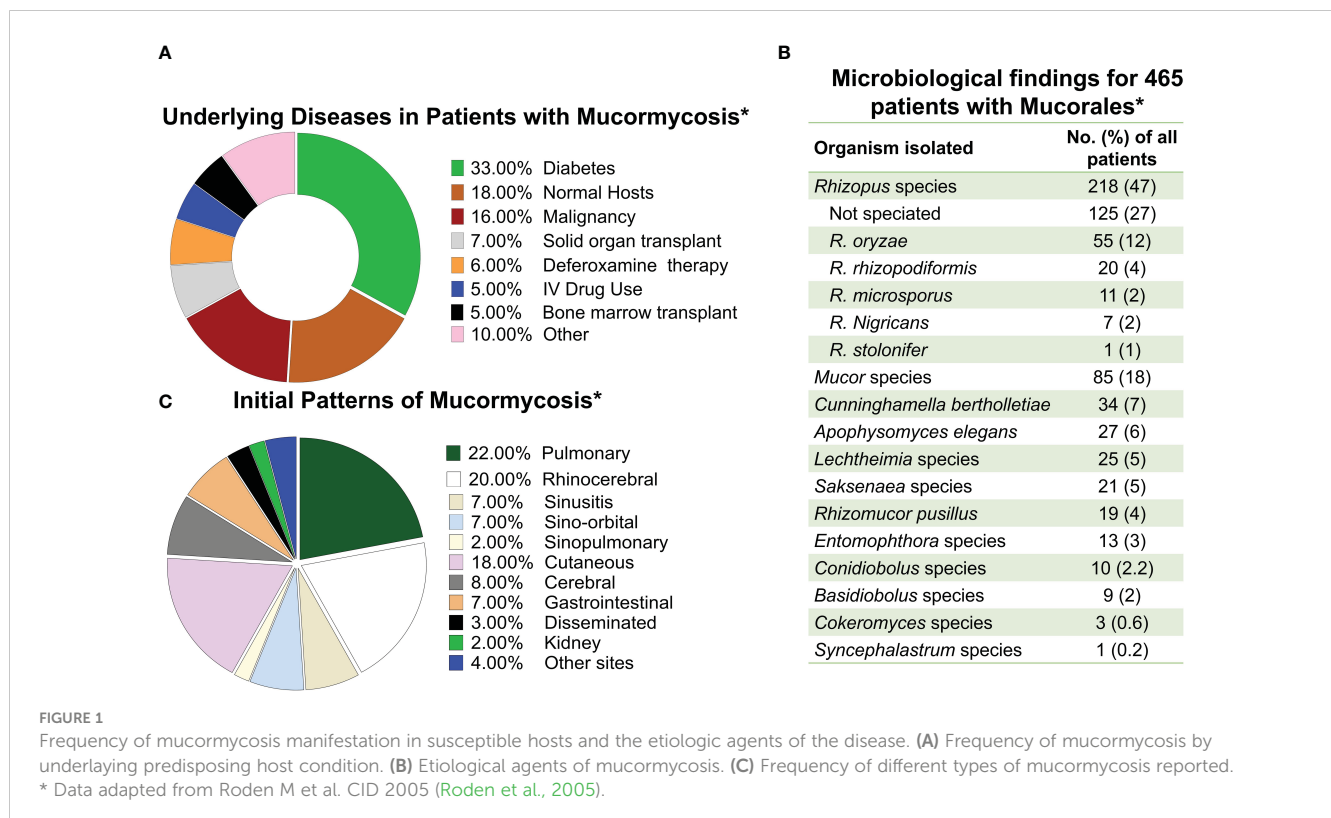 A
Underlying Diseases in Patients with Mucormycosis*
33.00% Diabetes
18.00% Normal Hosts
16.00% Malignancy
7.00% Solid organ transplant
6.00% Deferoxamine therapy
5.00% IV Drug Use
5.00% Bone marrow transplant
10.00% Other
B
Microbiological findings for 465
patients with Mucorales*
Organism isolated No. (%) of all
patients
Rhizopus species 218 (47)
Not speciated 125 (27)
R. oryzae 55 (12)
R. rhizopodiformis 20 (4)
R. microsporus 11 (2)
R. Nigricans 7 (2)
R. stolonifer 1 (1)
Mucor species 85 (18)
Cunninghamella bertholletiae 34 (7)
Apophysomyces elegans 27 (6)
Lechtheimia species 25 (5)
Saksenaea species 21 (5)
Rhizomucor pusillus 19 (4)
Entomophthora species 13 (3)
Conidiobolus species 10 (2.2)
Basidiobolus species 9 (2)
Cokeromyces species 3 (0.6)
Syncephalastrum species 1 (0.2)
C
Initial Patterns of Mucormycosis*
22.00% Pulmonary
20.00% Rhinocerebral
7.00% Sinusitis
7.00% Sino-orbital
2.00% Sinopulmonary
18.00% Cutaneous
8.00% Cerebral
7.00% Gastrointestinal
3.00% Disseminated
2.00% Kidney
4.00% Other sites
FIGURE 1
Frequency of mucormycosis manifestation in susceptible hosts and the etiologic agents of the disease. (A) Frequency of mucormycosis by
underlaying predisposing host condition. (B) Etiological agents of mucormycosis. (C) Frequency of different types of mucormycosis reported.
* Data adapted from Roden M et al. CID 2005 (Roden et al., 2005).